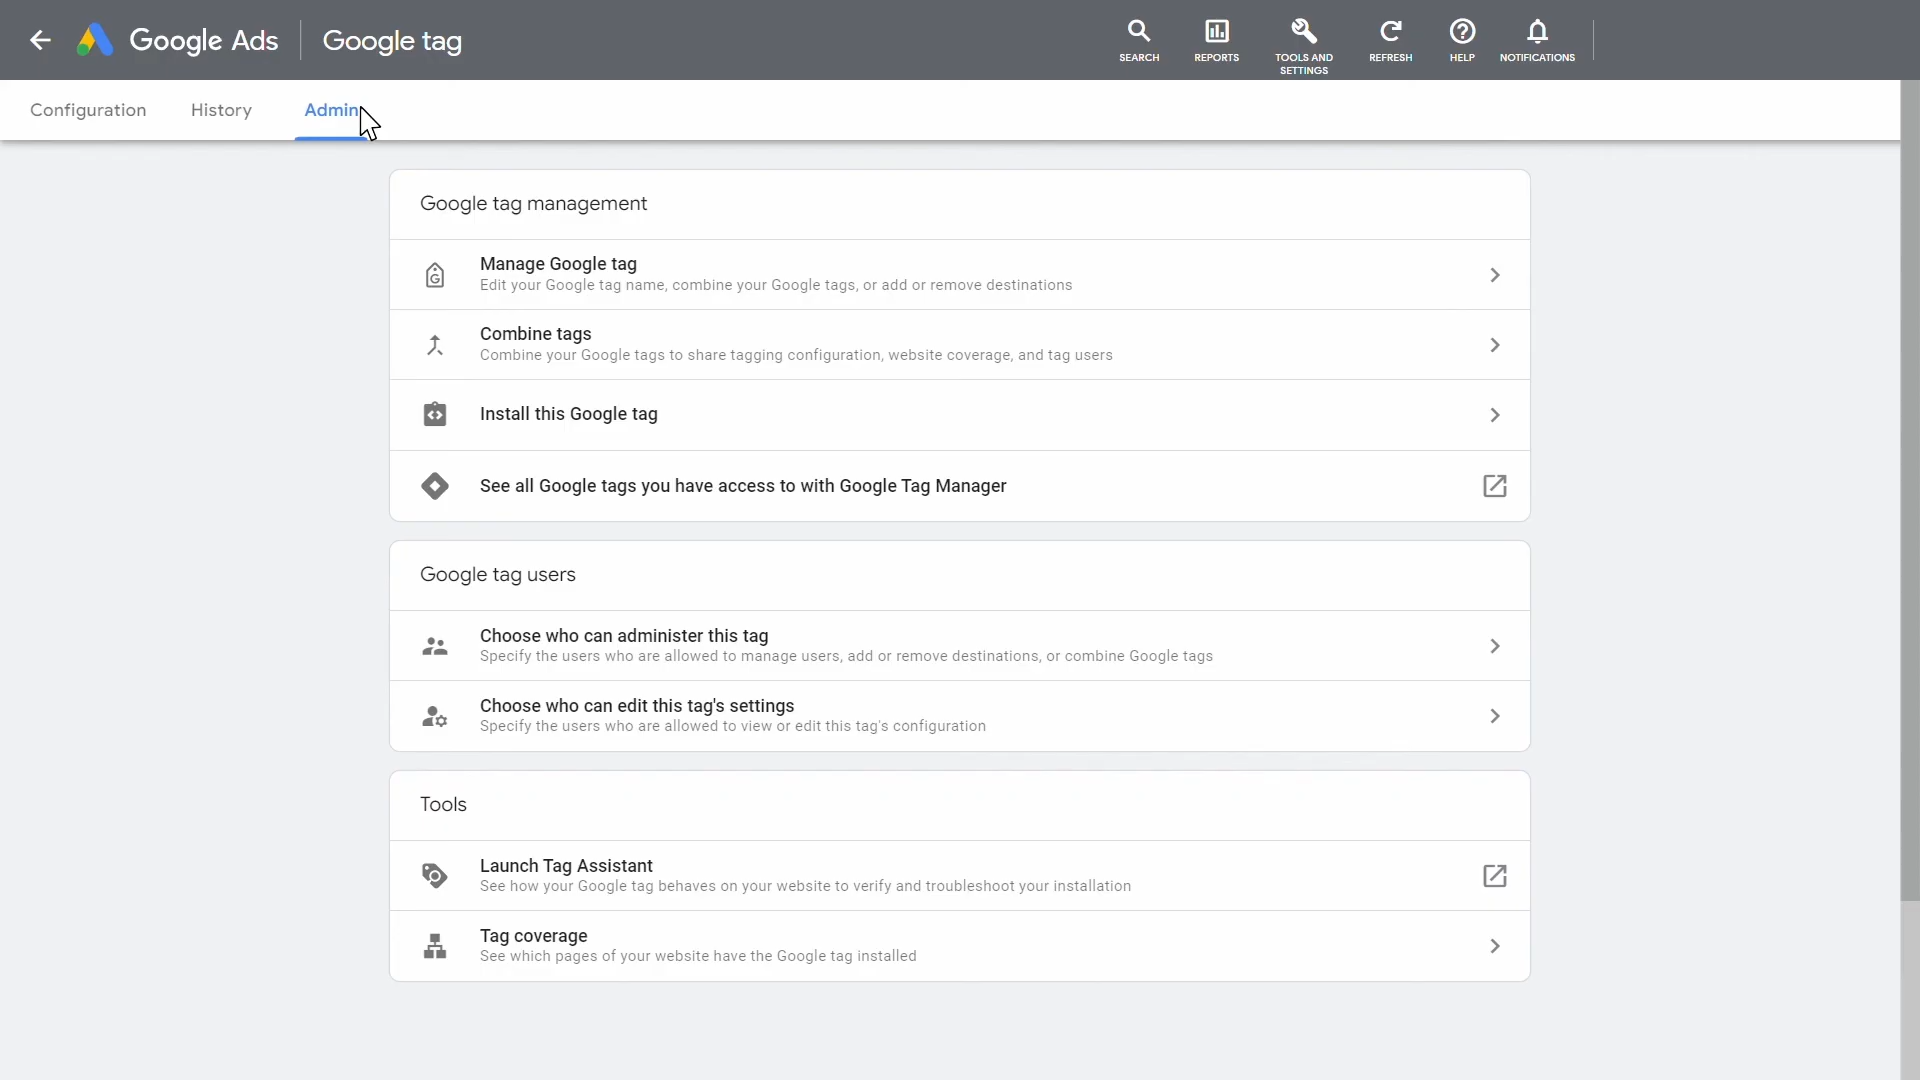 Google Ads
Google tag
SEARCH
REPORTS
TOOLS AND
SETTINGS
REFRESH
HELP
NOTIFICATIONS
Configuration
History
Admin
Google tag management
Manage Google tag
Edit your Google tag name, combine your Google tags, or add or remove destinations
Combine tags
Combine your Google tags to share tagging configuration, website coverage, and tag users
Install this Google tag
See all Google tags you have access to with Google Tag Manager
Google tag users
Choose who can administer this tag
Specify the users who are allowed to manage users, add or remove destinations, or combine Google tags
Choose who can edit this tag's settings
Specify the users who are allowed to view or edit this tag's configuration
Tools
Launch Tag Assistant
See how your Google tag behaves on your website to verify and troubleshoot your installation
Tag coverage
See which pages of your website have the Google tag installed